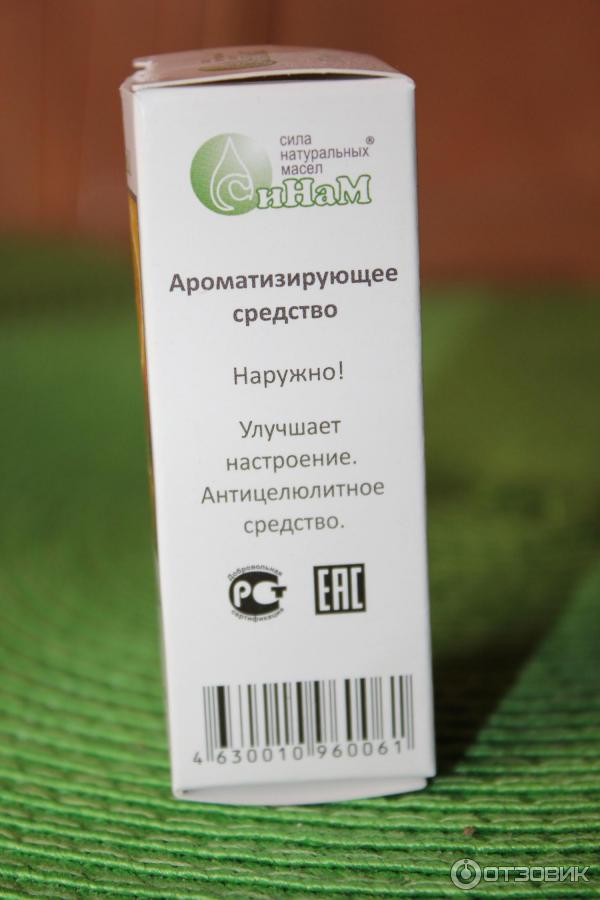 сила
натуральных®
масел
СиНаМ
Ароматизирующее
средство
Наружно!
Улучшает
настроение.
Антицелюлитное
средство.
Добровольная
РСТ
сертификация
ЕАС
4 630010 960061
ОТЗОВИК